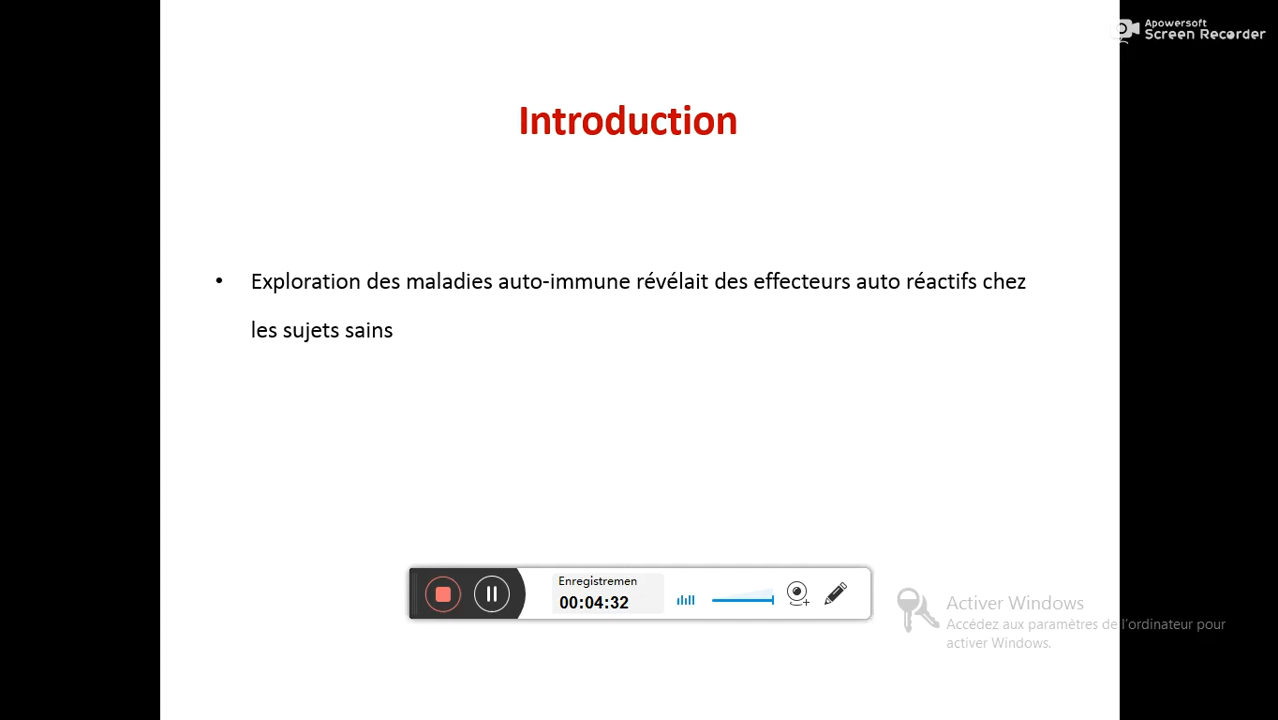 Apowersoft
Screen Recorder
Introduction
• Exploration des maladies auto-immune révélait des effecteurs auto réactifs chez
les sujets sains
Enregistremen
00:04:32
Activer Windows
Accédez aux paramètres de l'ordinateur pour
activer Windows.